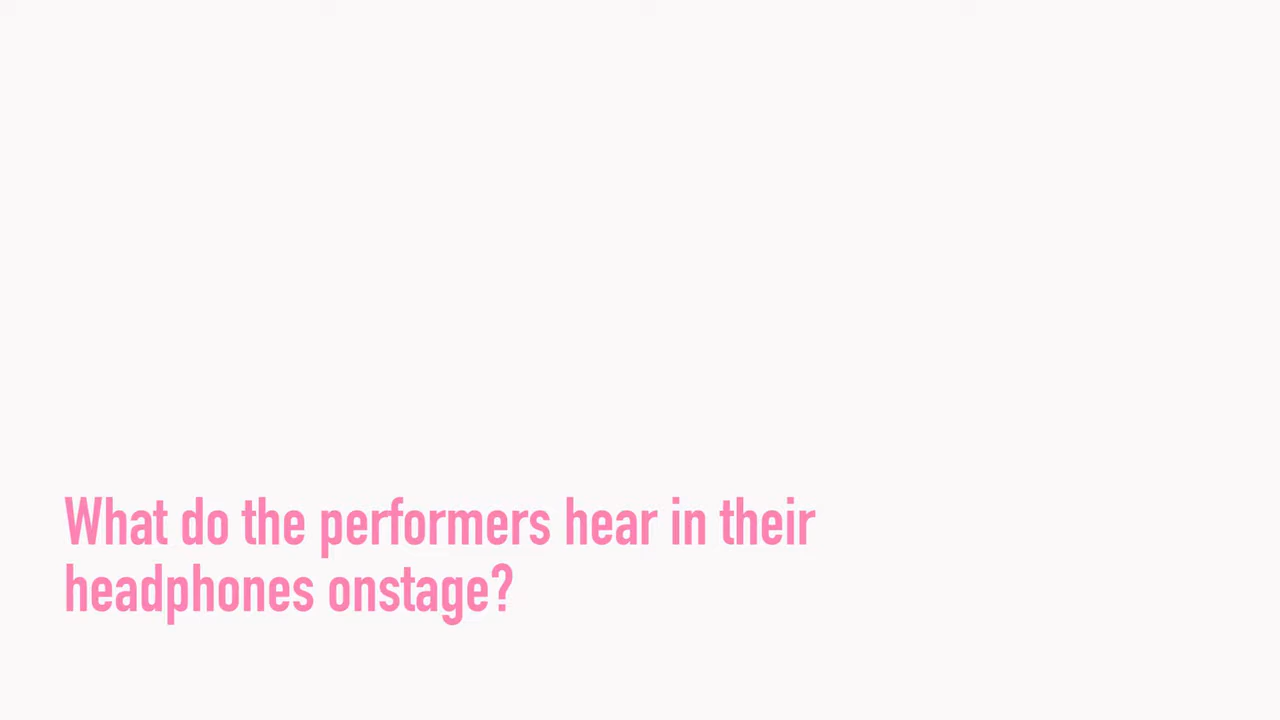 What do the performers hear in their
headphones onstage?